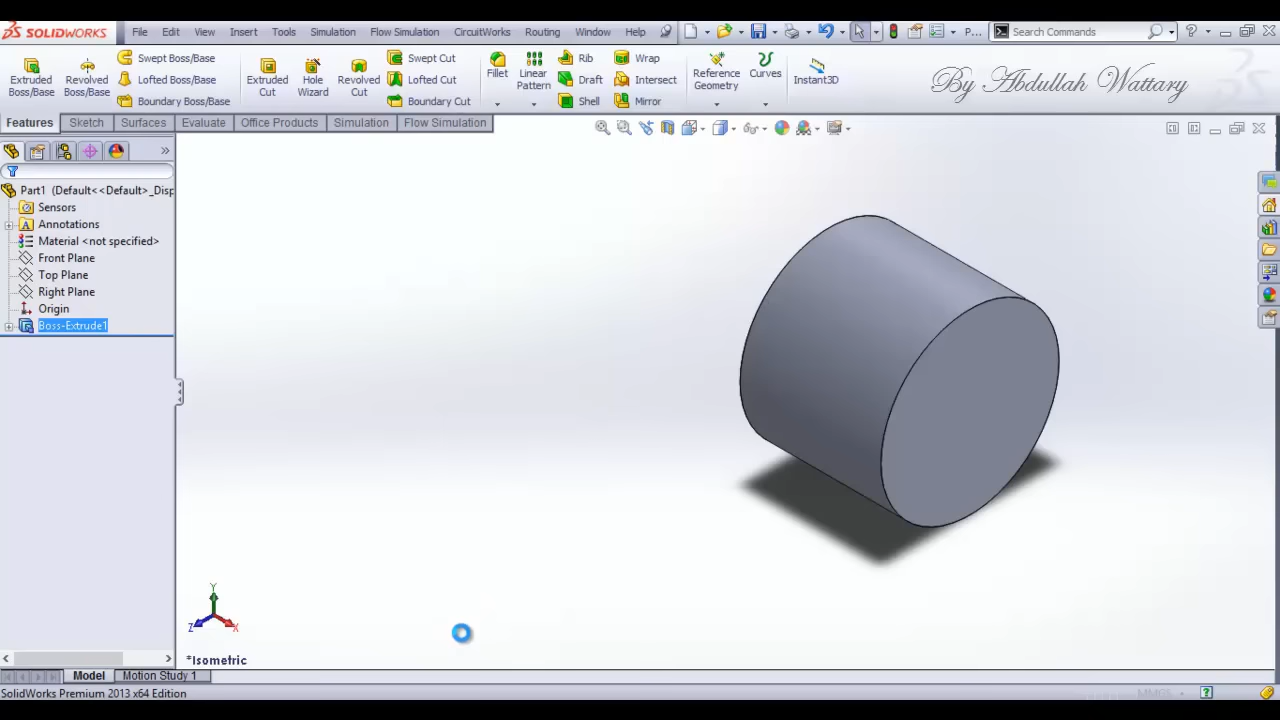 SOLIDWORKS File Edit View Insert Tools Simulation Flow Simulation CircuitWorks Routing Window Help P... Search Commands
Extruded Boss/Base
Revolved Boss/Base
Swept Boss/Base
Lofted Boss/Base
Boundary Boss/Base
Extruded Cut
Hole Wizard
Revolved Cut
Swept Cut
Lofted Cut
Boundary Cut
Fillet
Linear Pattern
Rib
Draft
Shell
Wrap
Intersect
Mirror
Reference Geometry
Curves
Instant3D
By Abdullah Wattary
Features Sketch Surfaces Evaluate Office Products Simulation Flow Simulation
Part1 (Default<<Default>_Disp
Sensors
Annotations
Material <not specified>
Front Plane
Top Plane
Right Plane
Origin
Boss-Extrude1
Y
Z
X
*Isometric
Model Motion Study 1
SolidWorks Premium 2013 x64 Edition
MMGS